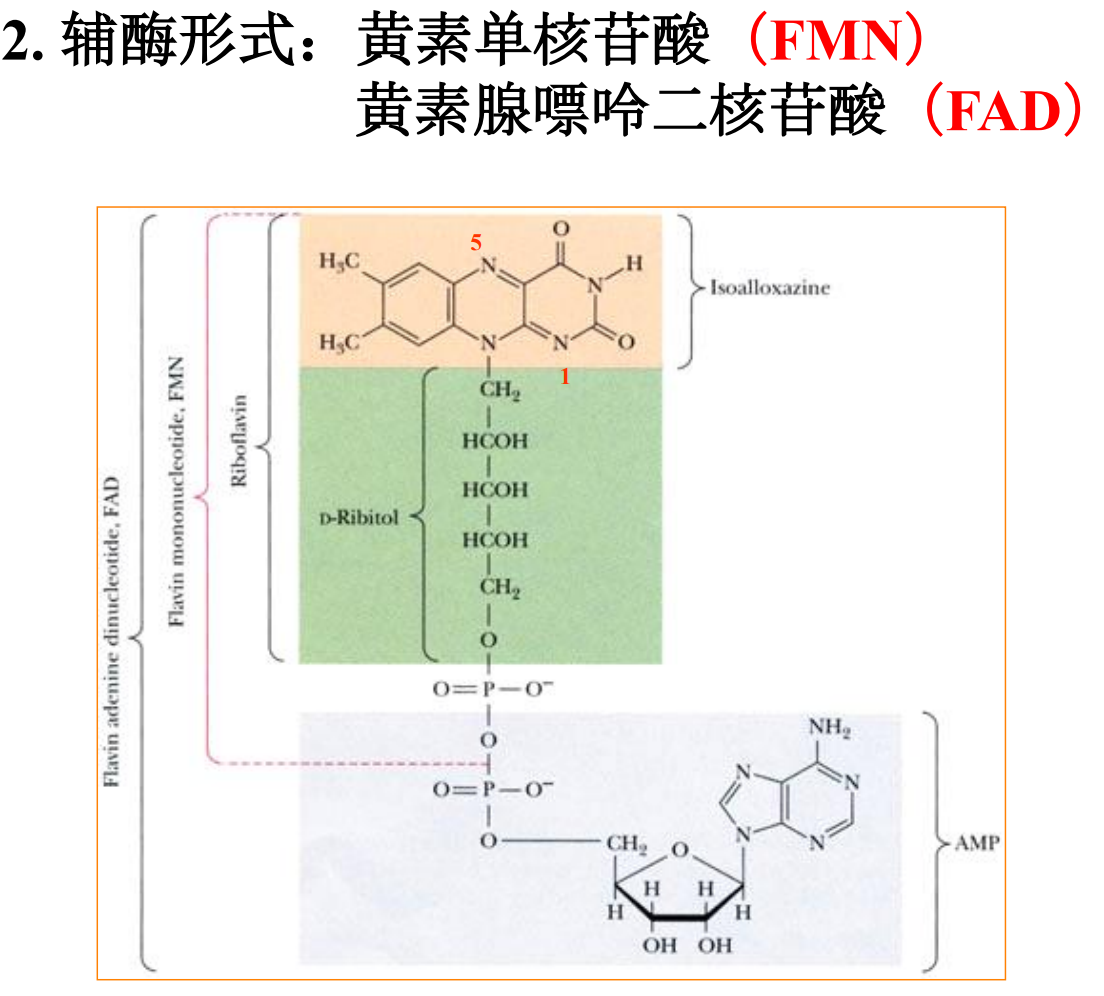 2. 辅酶形式：黄素单核苷酸（FMN）
黄素腺嘌呤二核苷酸（FAD）
Flavin adenine dinucleotide, FAD
Flavin mononucleotide, FMN
Riboflavin
Isoalloxazine
O
5
H₃C
N
H
N
H₃C
N
N
O
1
CH₂
HCOH
HCOH
D-Ribitol
HCOH
CH₂
O
O=P—O⁻
O
O=P—O⁻
O
CH₂
O
NH₂
N
N
N
N
AMP
H
H
H
H
OH
OH